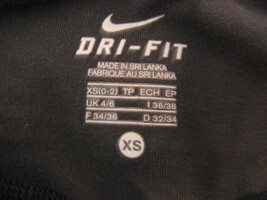 DRI-FIT
MADE IN SRI LANKA
FABRIQUE AU SRI LANKA
XS(0-2) TP ECH EP
UK 4/6 I 36/38
F 34/36 D 32/34
XS